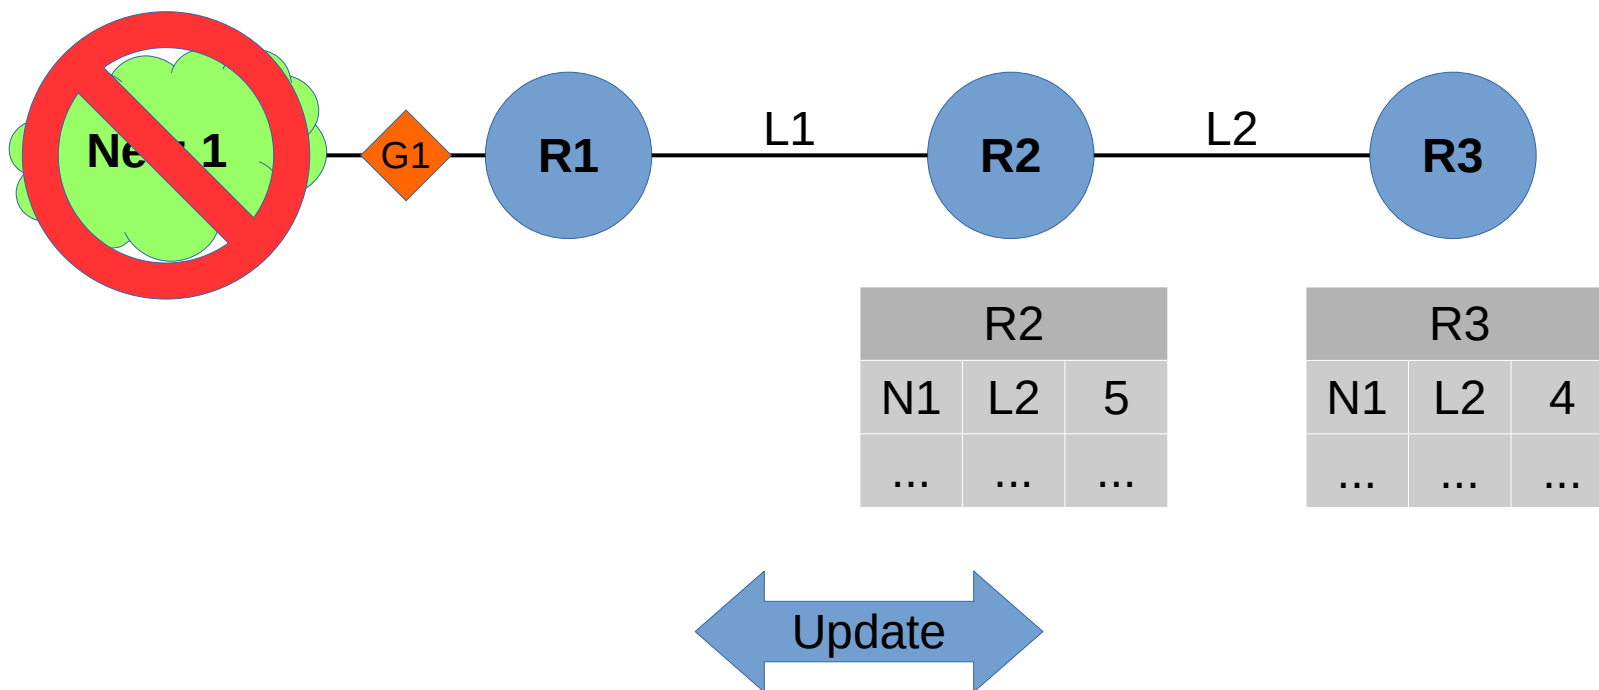 1
G1
R1
L1
R2
L2
R3
R2
N1 L2 5
... ... ...
R3
N1 L2 4
... ... ...
Update